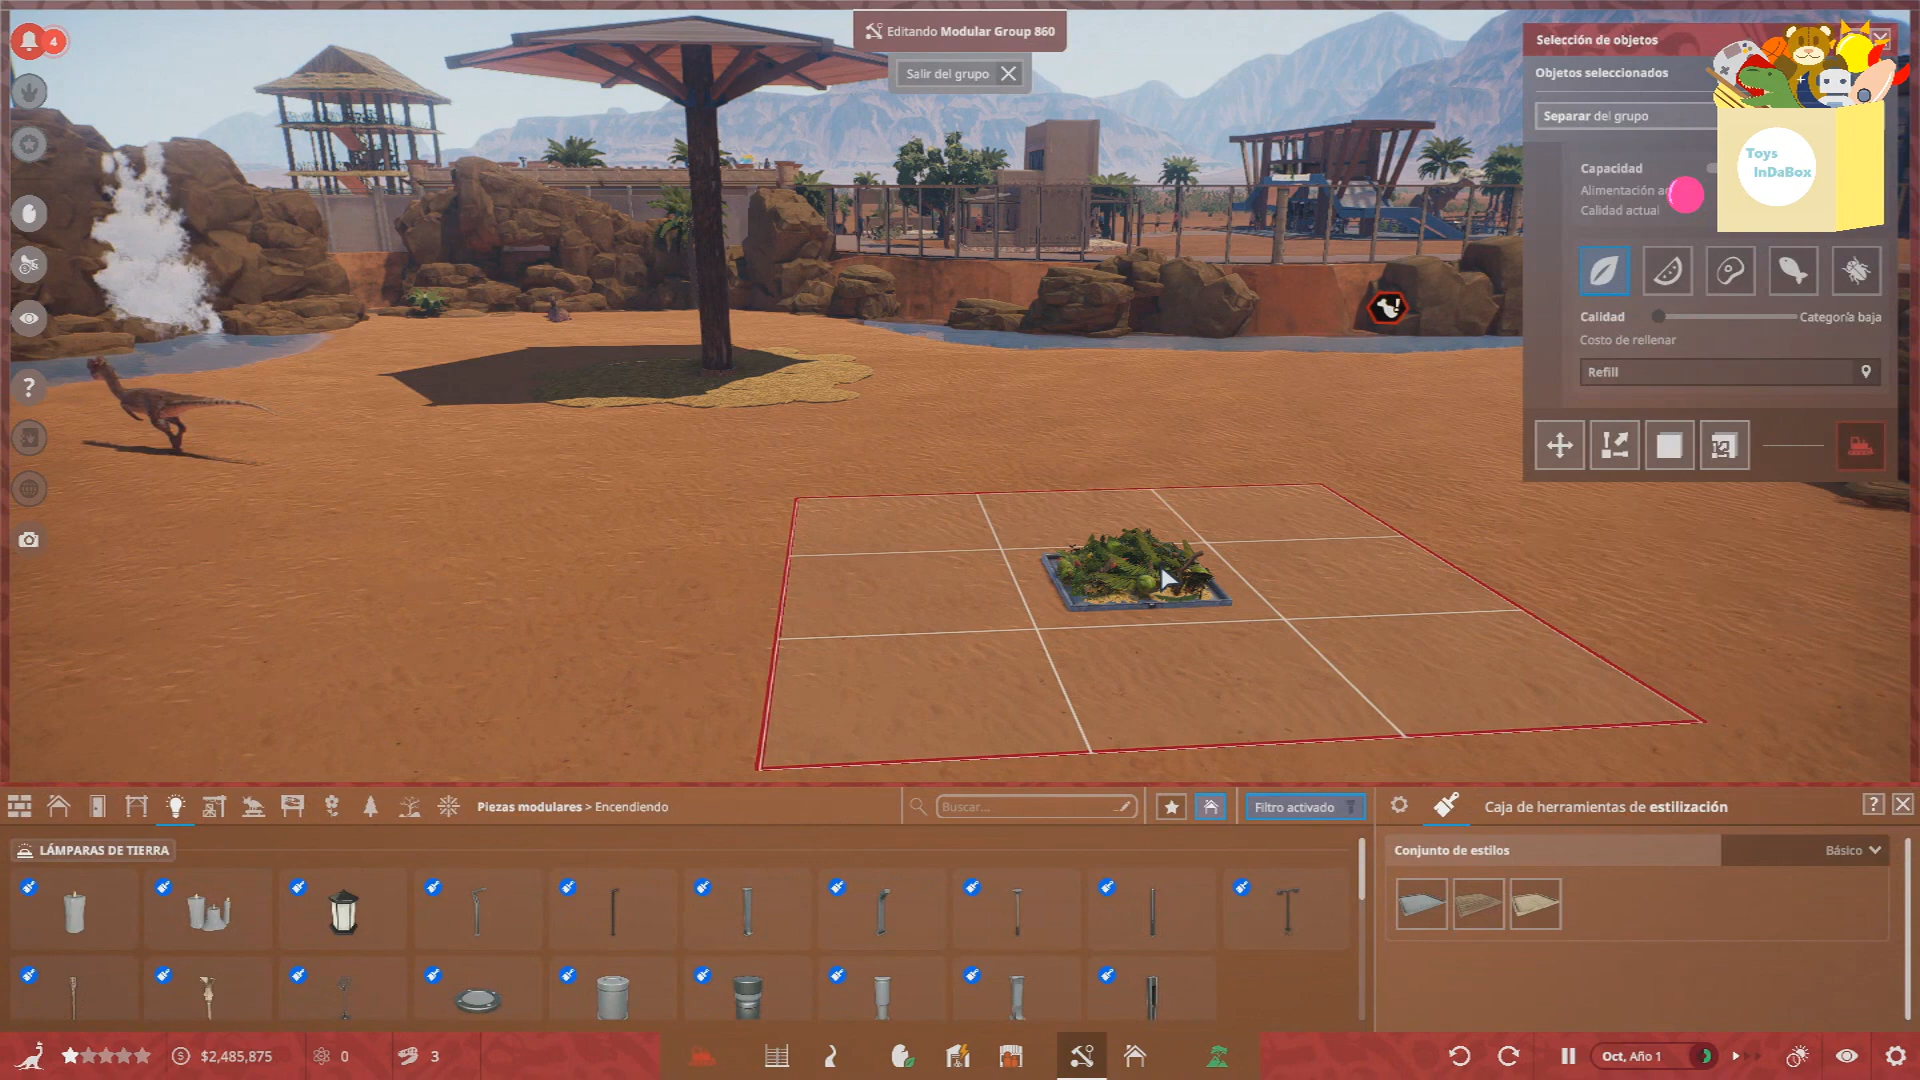 4
Editando Modular Group 860
Salir del grupo
Selección de objetos
Objetos seleccionados
Separar del grupo
Capacidad
Alimentación
Calidad actual
Toys
InDaBox
Calidad
Categoría baja
Costo de rellenar
Refill
?
Piezas modulares > Encendiendo
Buscar...
Filtro activado
Caja de herramientas de estilización
?
LÁMPARAS DE TIERRA
Conjunto de estilos
Básico
$2,485,875
0
3
Oct, Año 1